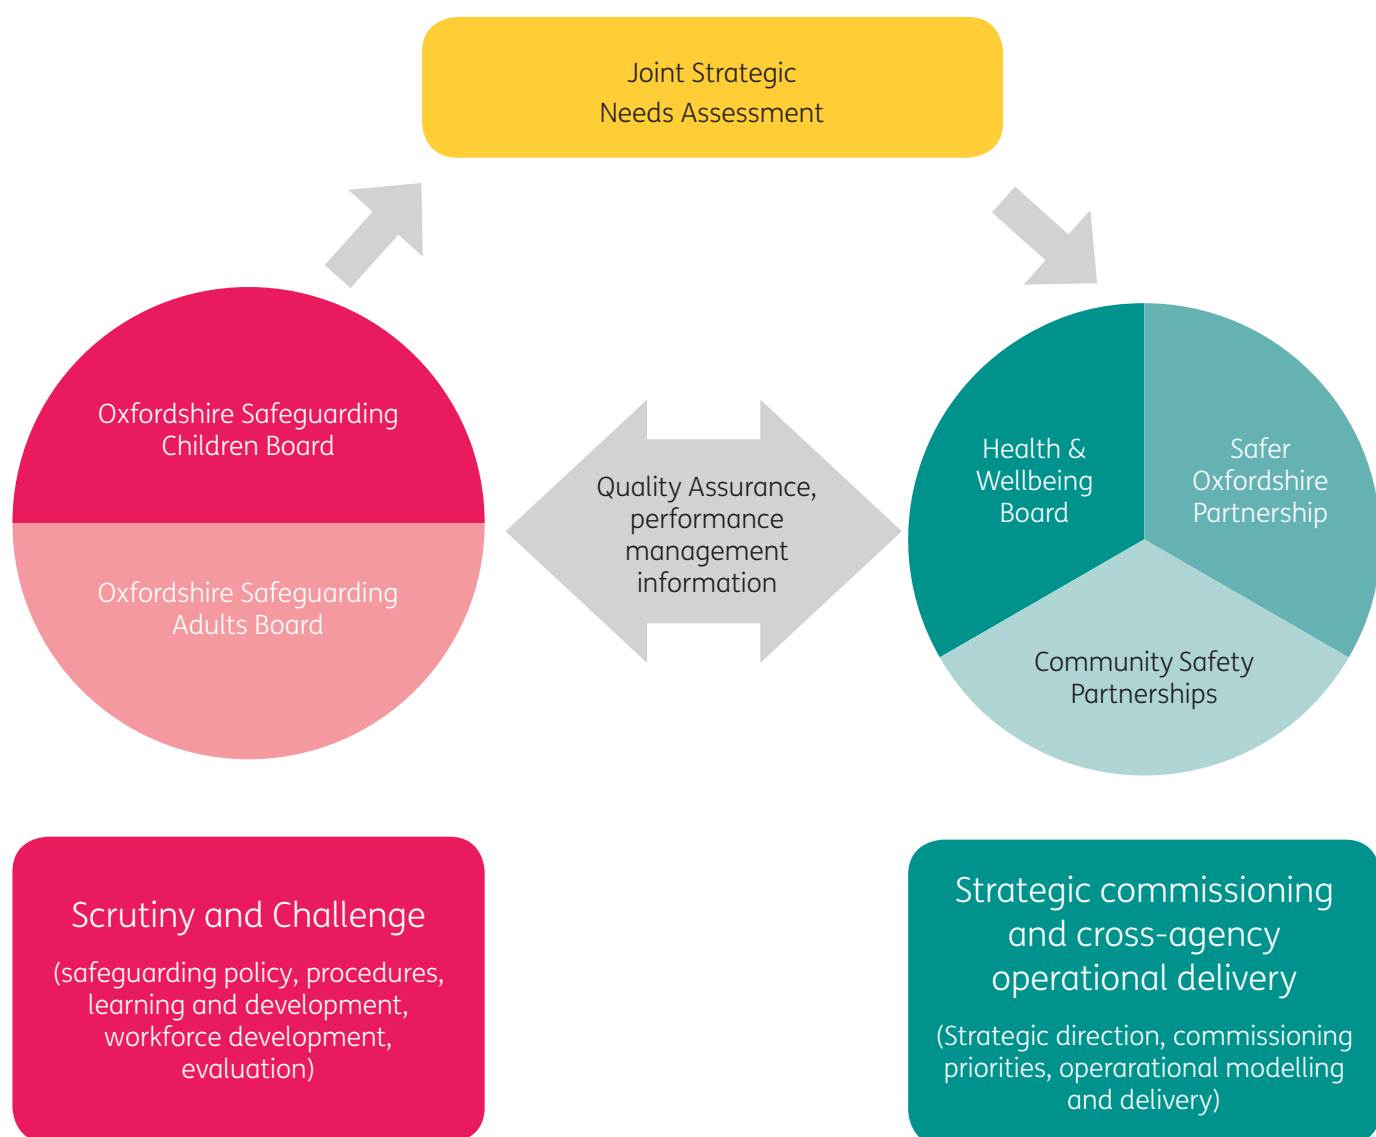 Joint Strategic
Needs Assessment
Oxfordshire Safeguarding
Children Board
Oxfordshire Safeguarding
Adults Board
Quality Assurance,
performance
management
information
Health &
Wellbeing
Board
Safer
Oxfordshire
Partnership
Community Safety
Partnerships
Scrutiny and Challenge
(safeguarding policy, procedures,
learning and development,
workforce development,
evaluation)
Strategic commissioning
and cross-agency
operational delivery
(Strategic direction, commissioning
priorities, operarational modelling
and delivery)